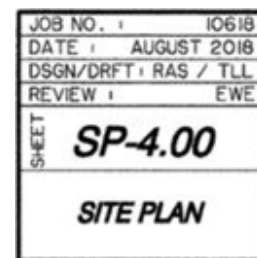 JOB NO. : 10618
DATE : AUGUST 2018
DSGN/DRFT: RAS / TLL
REVIEW : EWE
SHEET SP-4.00
SITE PLAN